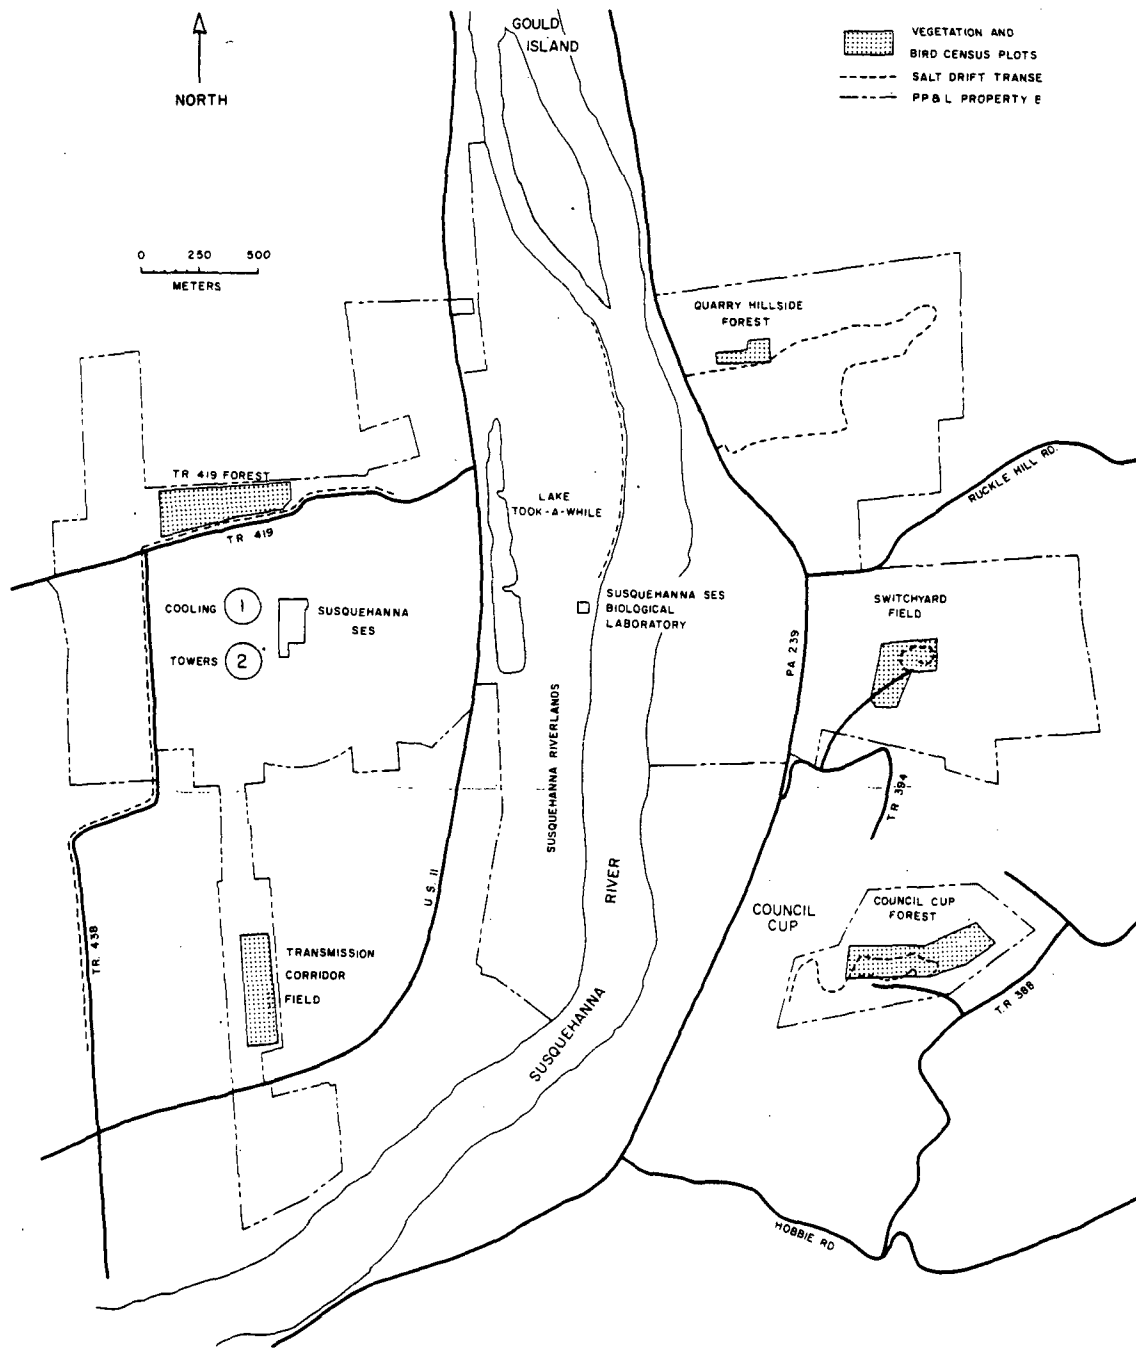 GOULD
ISLAND
VEGETATION AND
BIRD CENSUS PLOTS
SALT DRIFT TRANSE
PP&L PROPERTY B
NORTH
0 250 500
METERS
QUARRY HILLSIDE
FOREST
TR 419 FOREST
TR 419
LAKE
TOOK-A-WHILE
RUCKLE HILL RD.
COOLING
1
TOWERS
2
SUSQUEHANNA
SES
SUSQUEHANNA SES
BIOLOGICAL
LABORATORY
SWITCHYARD
FIELD
PA 239
SUSQUEHANNA RIVERLANDS
TR 394
U.S. 11
RIVER
COUNCIL
CUP
COUNCIL CUP
FOREST
TR. 438
TRANSMISSION
CORRIDOR
FIELD
T.R 388
SUSQUEHANNA
HOBBIE RD